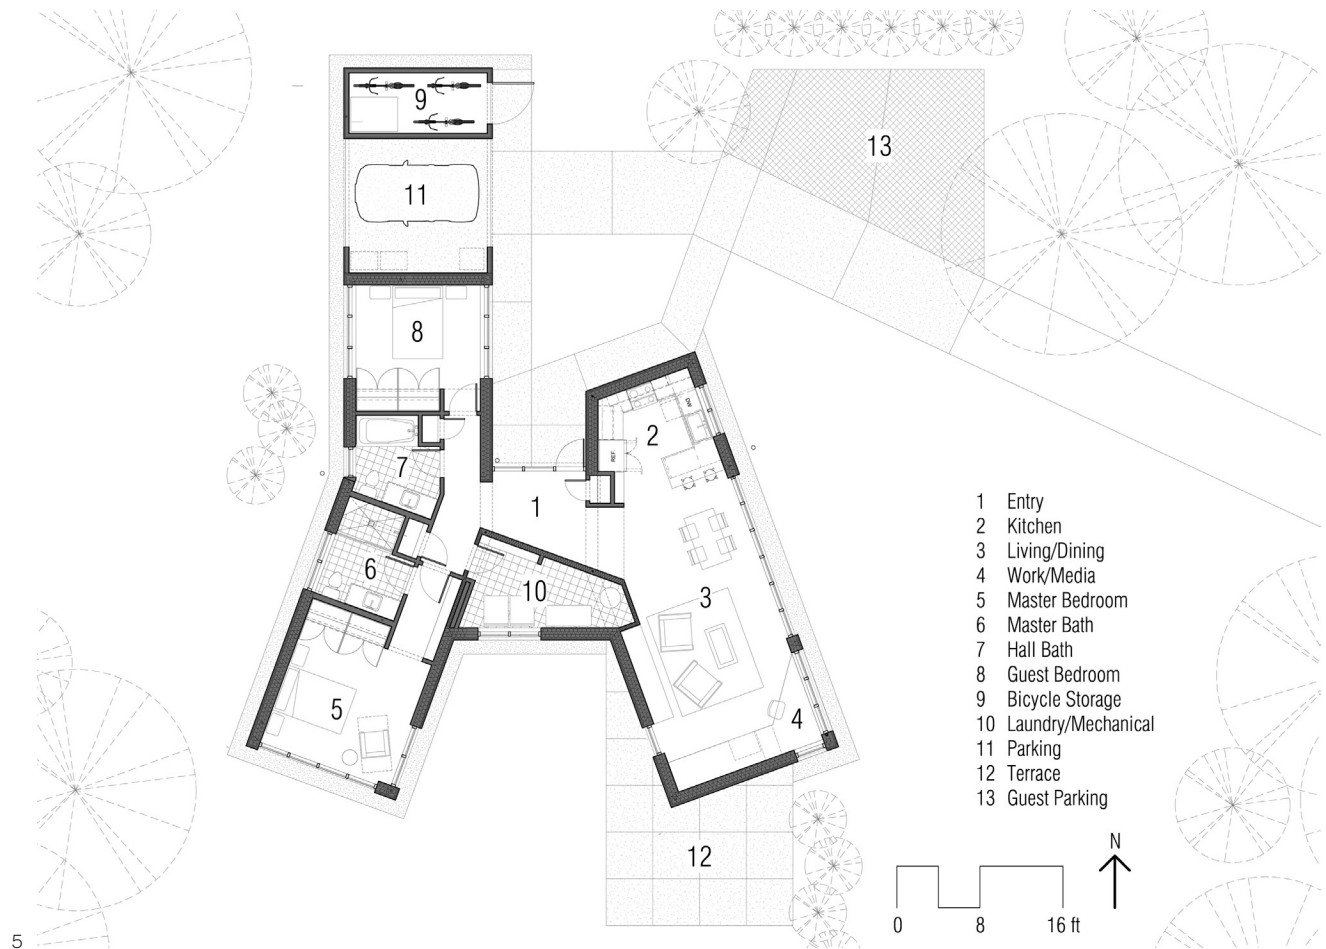 9
13
11
8
DW
2
REF.
7
1
6
10
3
5
4
12
1 Entry
2 Kitchen
3 Living/Dining
4 Work/Media
5 Master Bedroom
6 Master Bath
7 Hall Bath
8 Guest Bedroom
9 Bicycle Storage
10 Laundry/Mechanical
11 Parking
12 Terrace
13 Guest Parking
N
0 8 16 ft
5